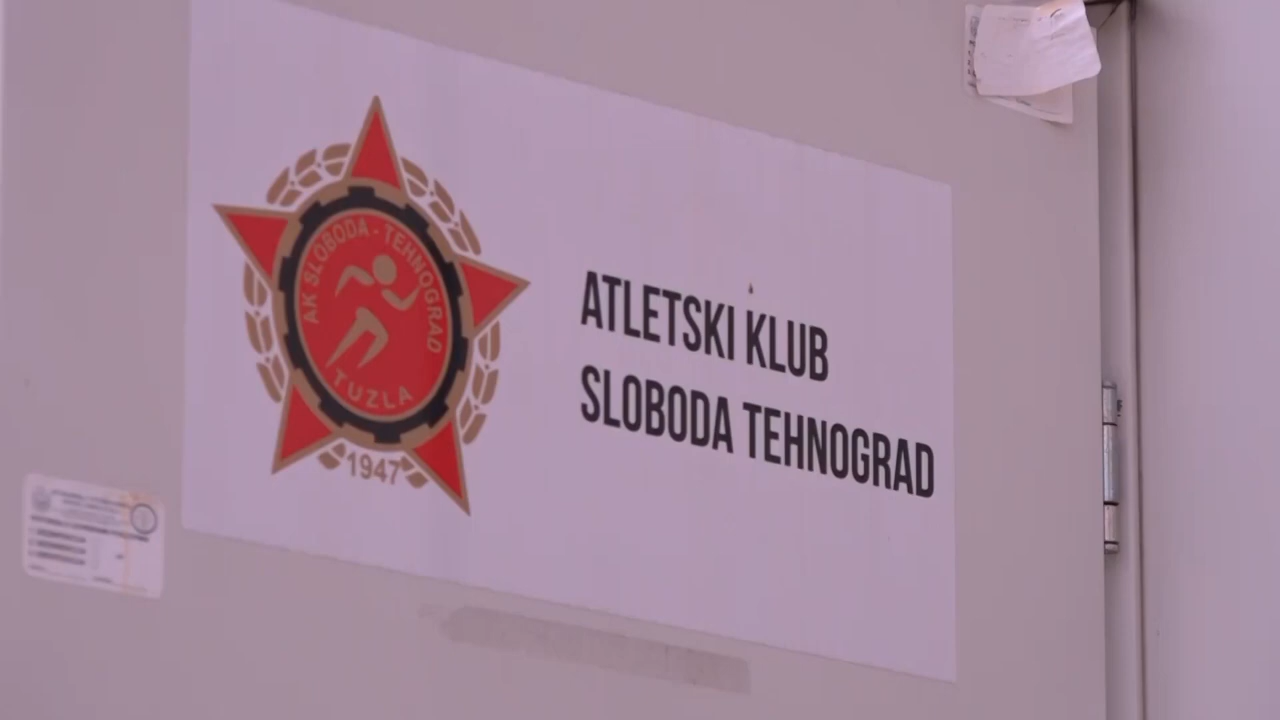 AK SLOBODA - TEHNOGRAD
TUZLA
1947
ATLETSKI KLUB
SLOBODA TEHNOGRAD